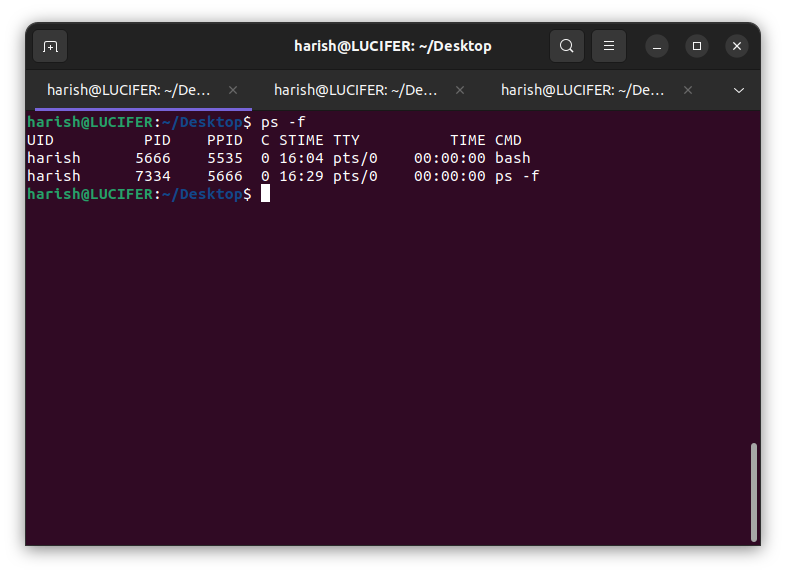 harish@LUCIFER: ~/Desktop
harish@LUCIFER: ~/De... harish@LUCIFER: ~/De... harish@LUCIFER: ~/De...
harish@LUCIFER:~/Desktop$ ps -f
UID          PID    PPID  C STIME TTY          TIME CMD
harish      5666    5535  0 16:04 pts/0    00:00:00 bash
harish      7334    5666  0 16:29 pts/0    00:00:00 ps -f
harish@LUCIFER:~/Desktop$